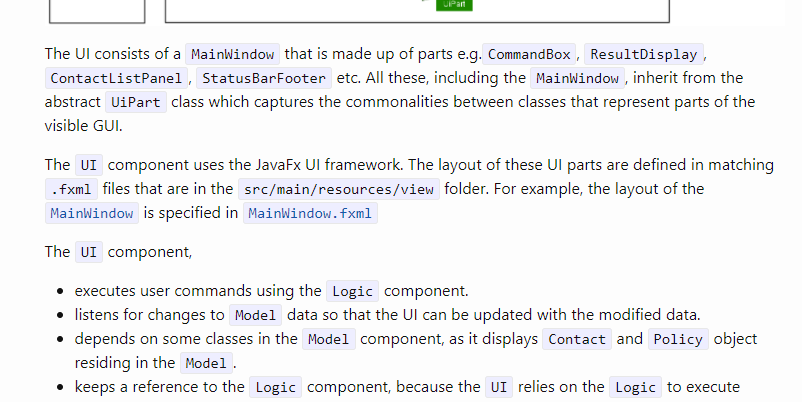 UiPart
The UI consists of a MainWindow that is made up of parts e.g. CommandBox, ResultDisplay,
ContactListPanel, StatusBarFooter etc. All these, including the MainWindow, inherit from the
abstract UiPart class which captures the commonalities between classes that represent parts of the
visible GUI.
The UI component uses the JavaFx UI framework. The layout of these UI parts are defined in matching
.fxml files that are in the src/main/resources/view folder. For example, the layout of the
MainWindow is specified in MainWindow.fxml
The UI component,
• executes user commands using the Logic component.
• listens for changes to Model data so that the UI can be updated with the modified data.
• depends on some classes in the Model component, as it displays Contact and Policy object
residing in the Model.
• keeps a reference to the Logic component, because the UI relies on the Logic to execute